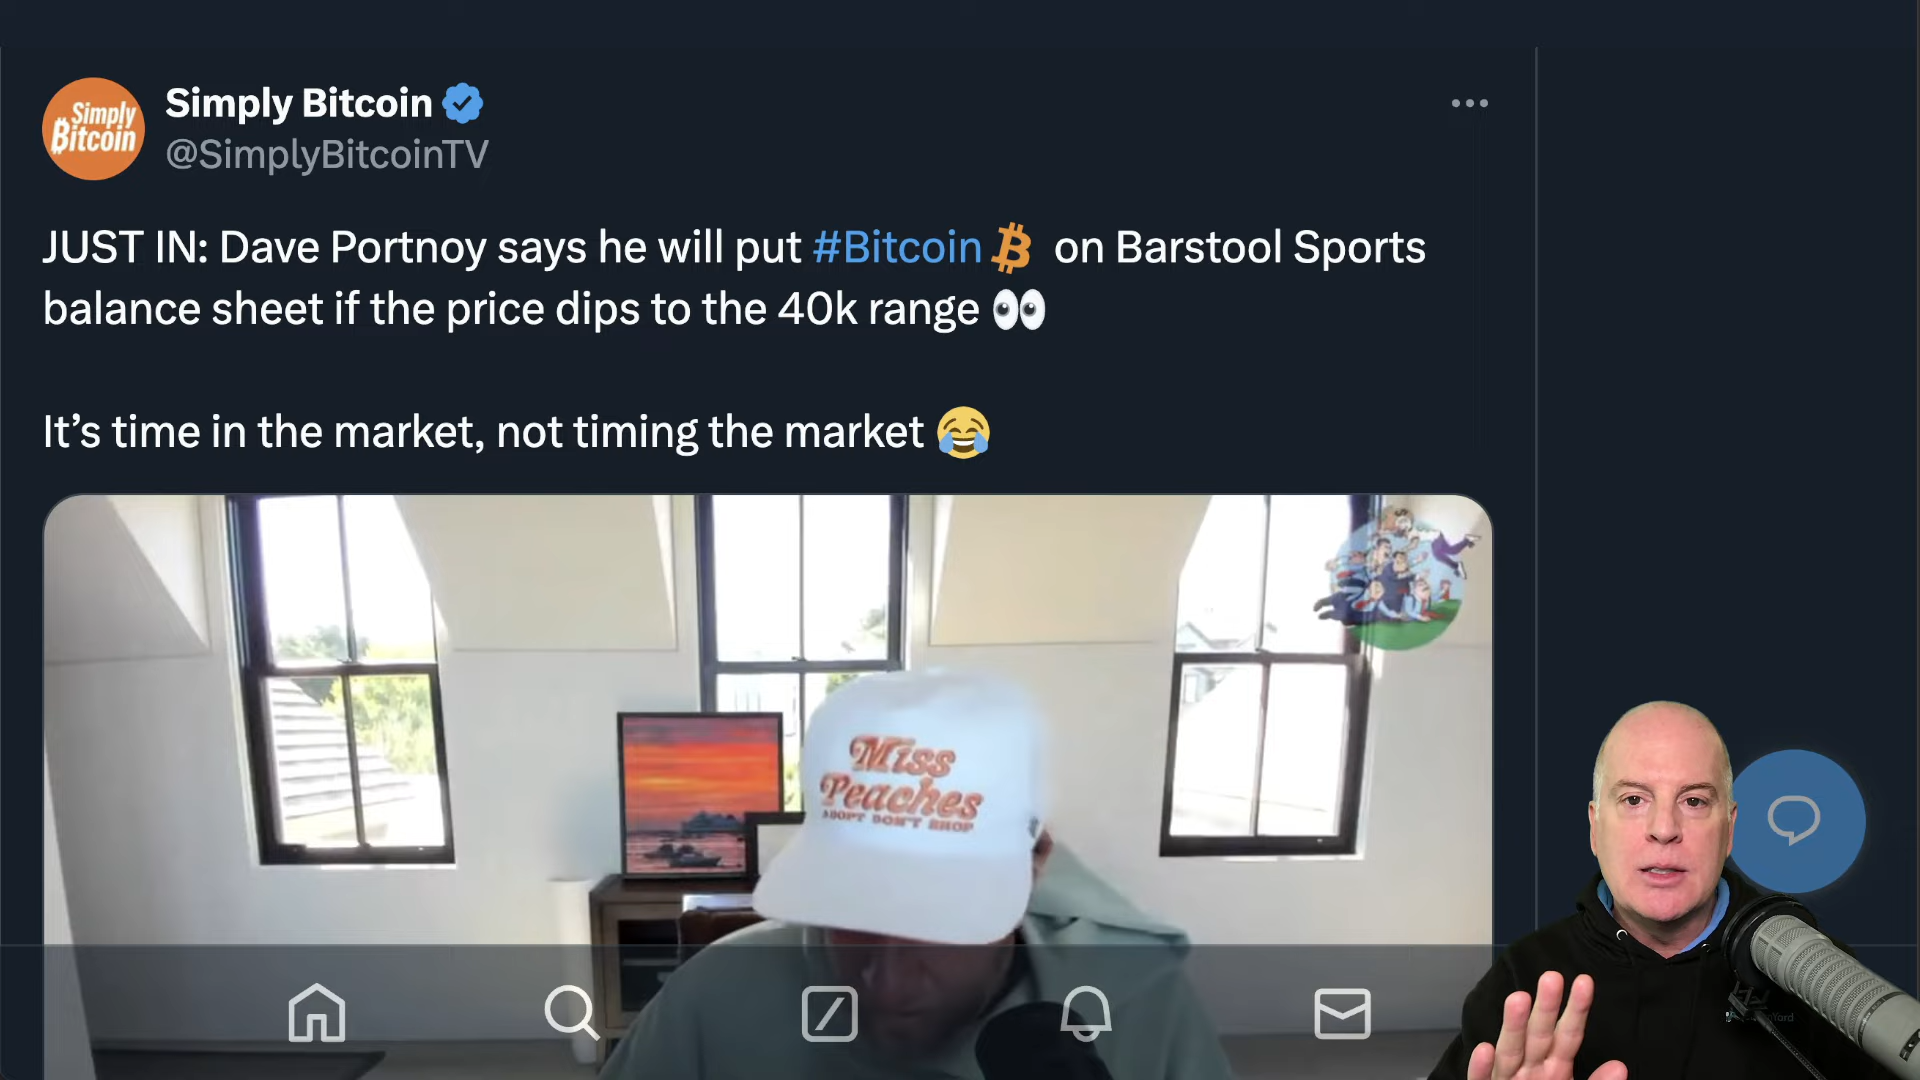 Simply
Bitcoin
Simply Bitcoin
@SimplyBitcoinTV
JUST IN: Dave Portnoy says he will put #Bitcoin on Barstool Sports
balance sheet if the price dips to the 40k range 👀
It’s time in the market, not timing the market 😂
Miss
Peaches
ADOPT DON'T SHOP